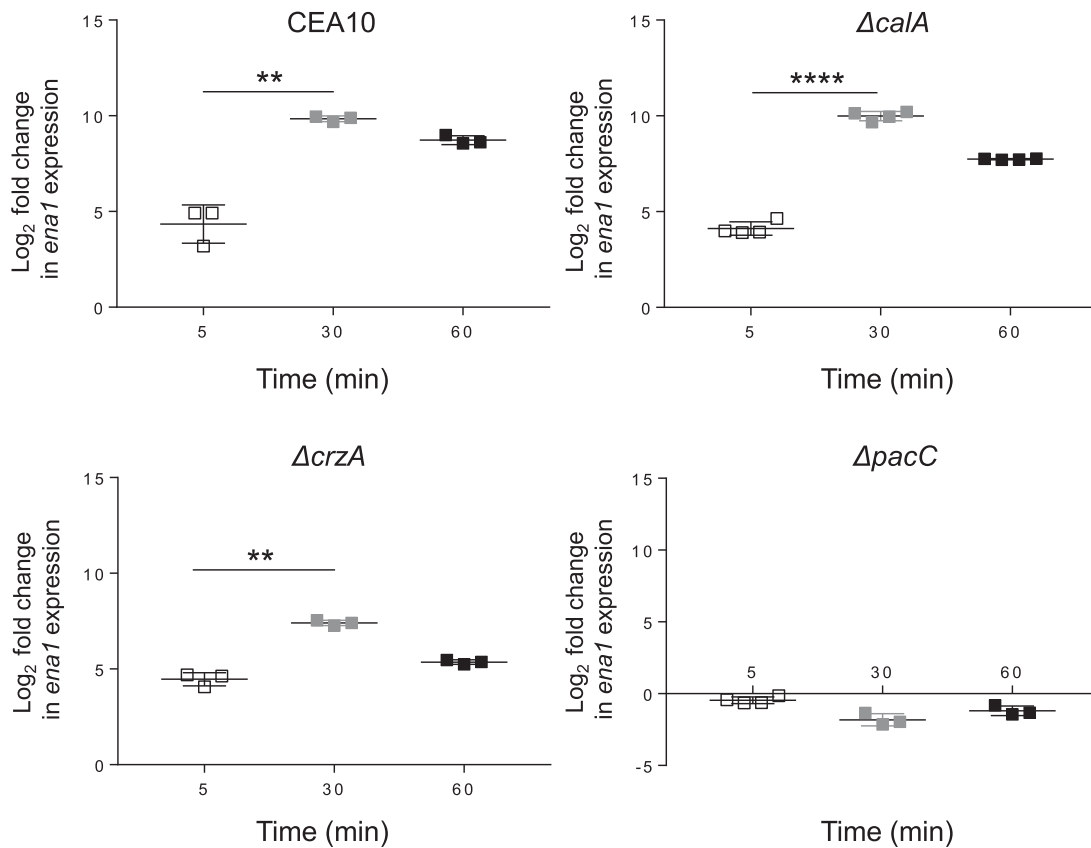 CEA10
Log2 fold change
in ena1 expression
15
10
5
0
**
5 30 60
Time (min)
ΔcalA
Log2 fold change
in ena1 expression
15
10
5
0
****
5 30 60
Time (min)
ΔcrzA
Log2 fold change
in ena1 expression
15
10
5
0
**
5 30 60
Time (min)
ΔpacC
Log2 fold change
in ena1 expression
15
10
5
0
-5
5 30 60
Time (min)